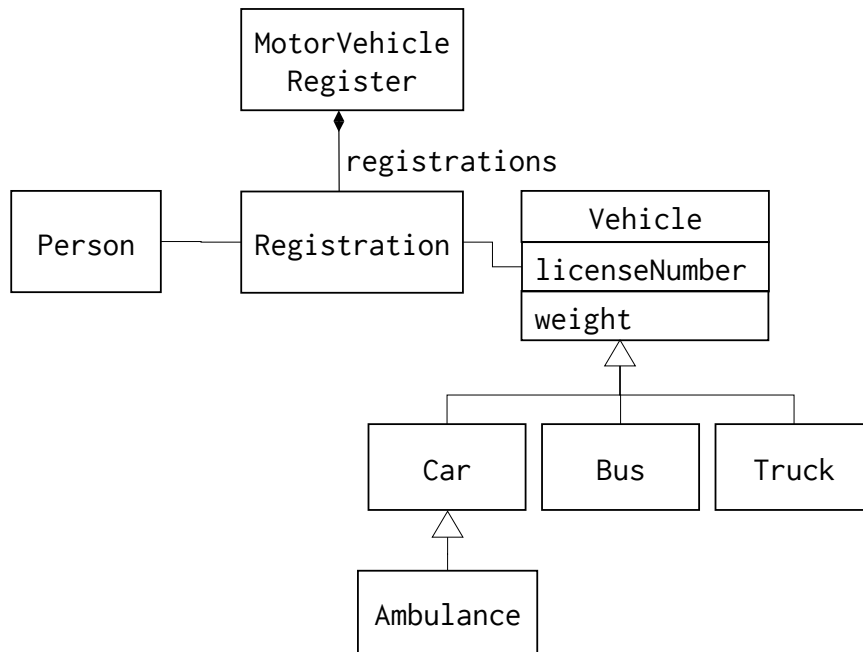 MotorVehicle
Register
registrations
Person
Registration
Vehicle
licenseNumber
weight
Car
Bus
Truck
Ambulance